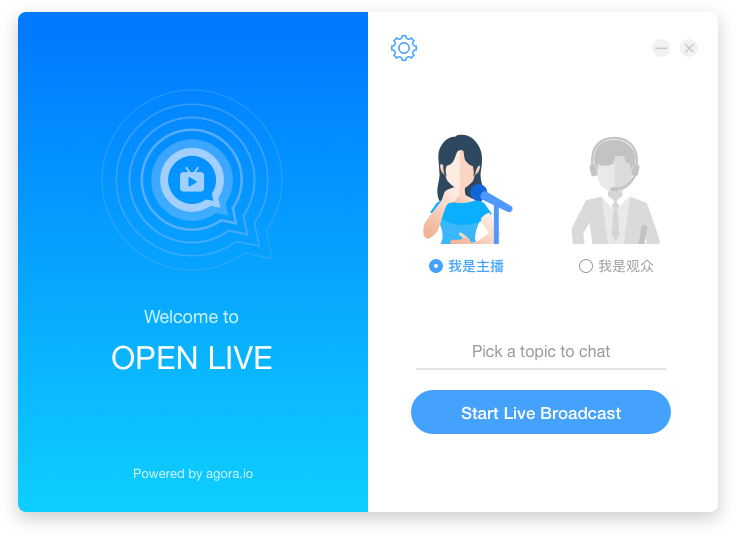 Welcome to
OPEN LIVE
Powered by agora.io
我是主播
我是观众
Pick a topic to chat
Start Live Broadcast